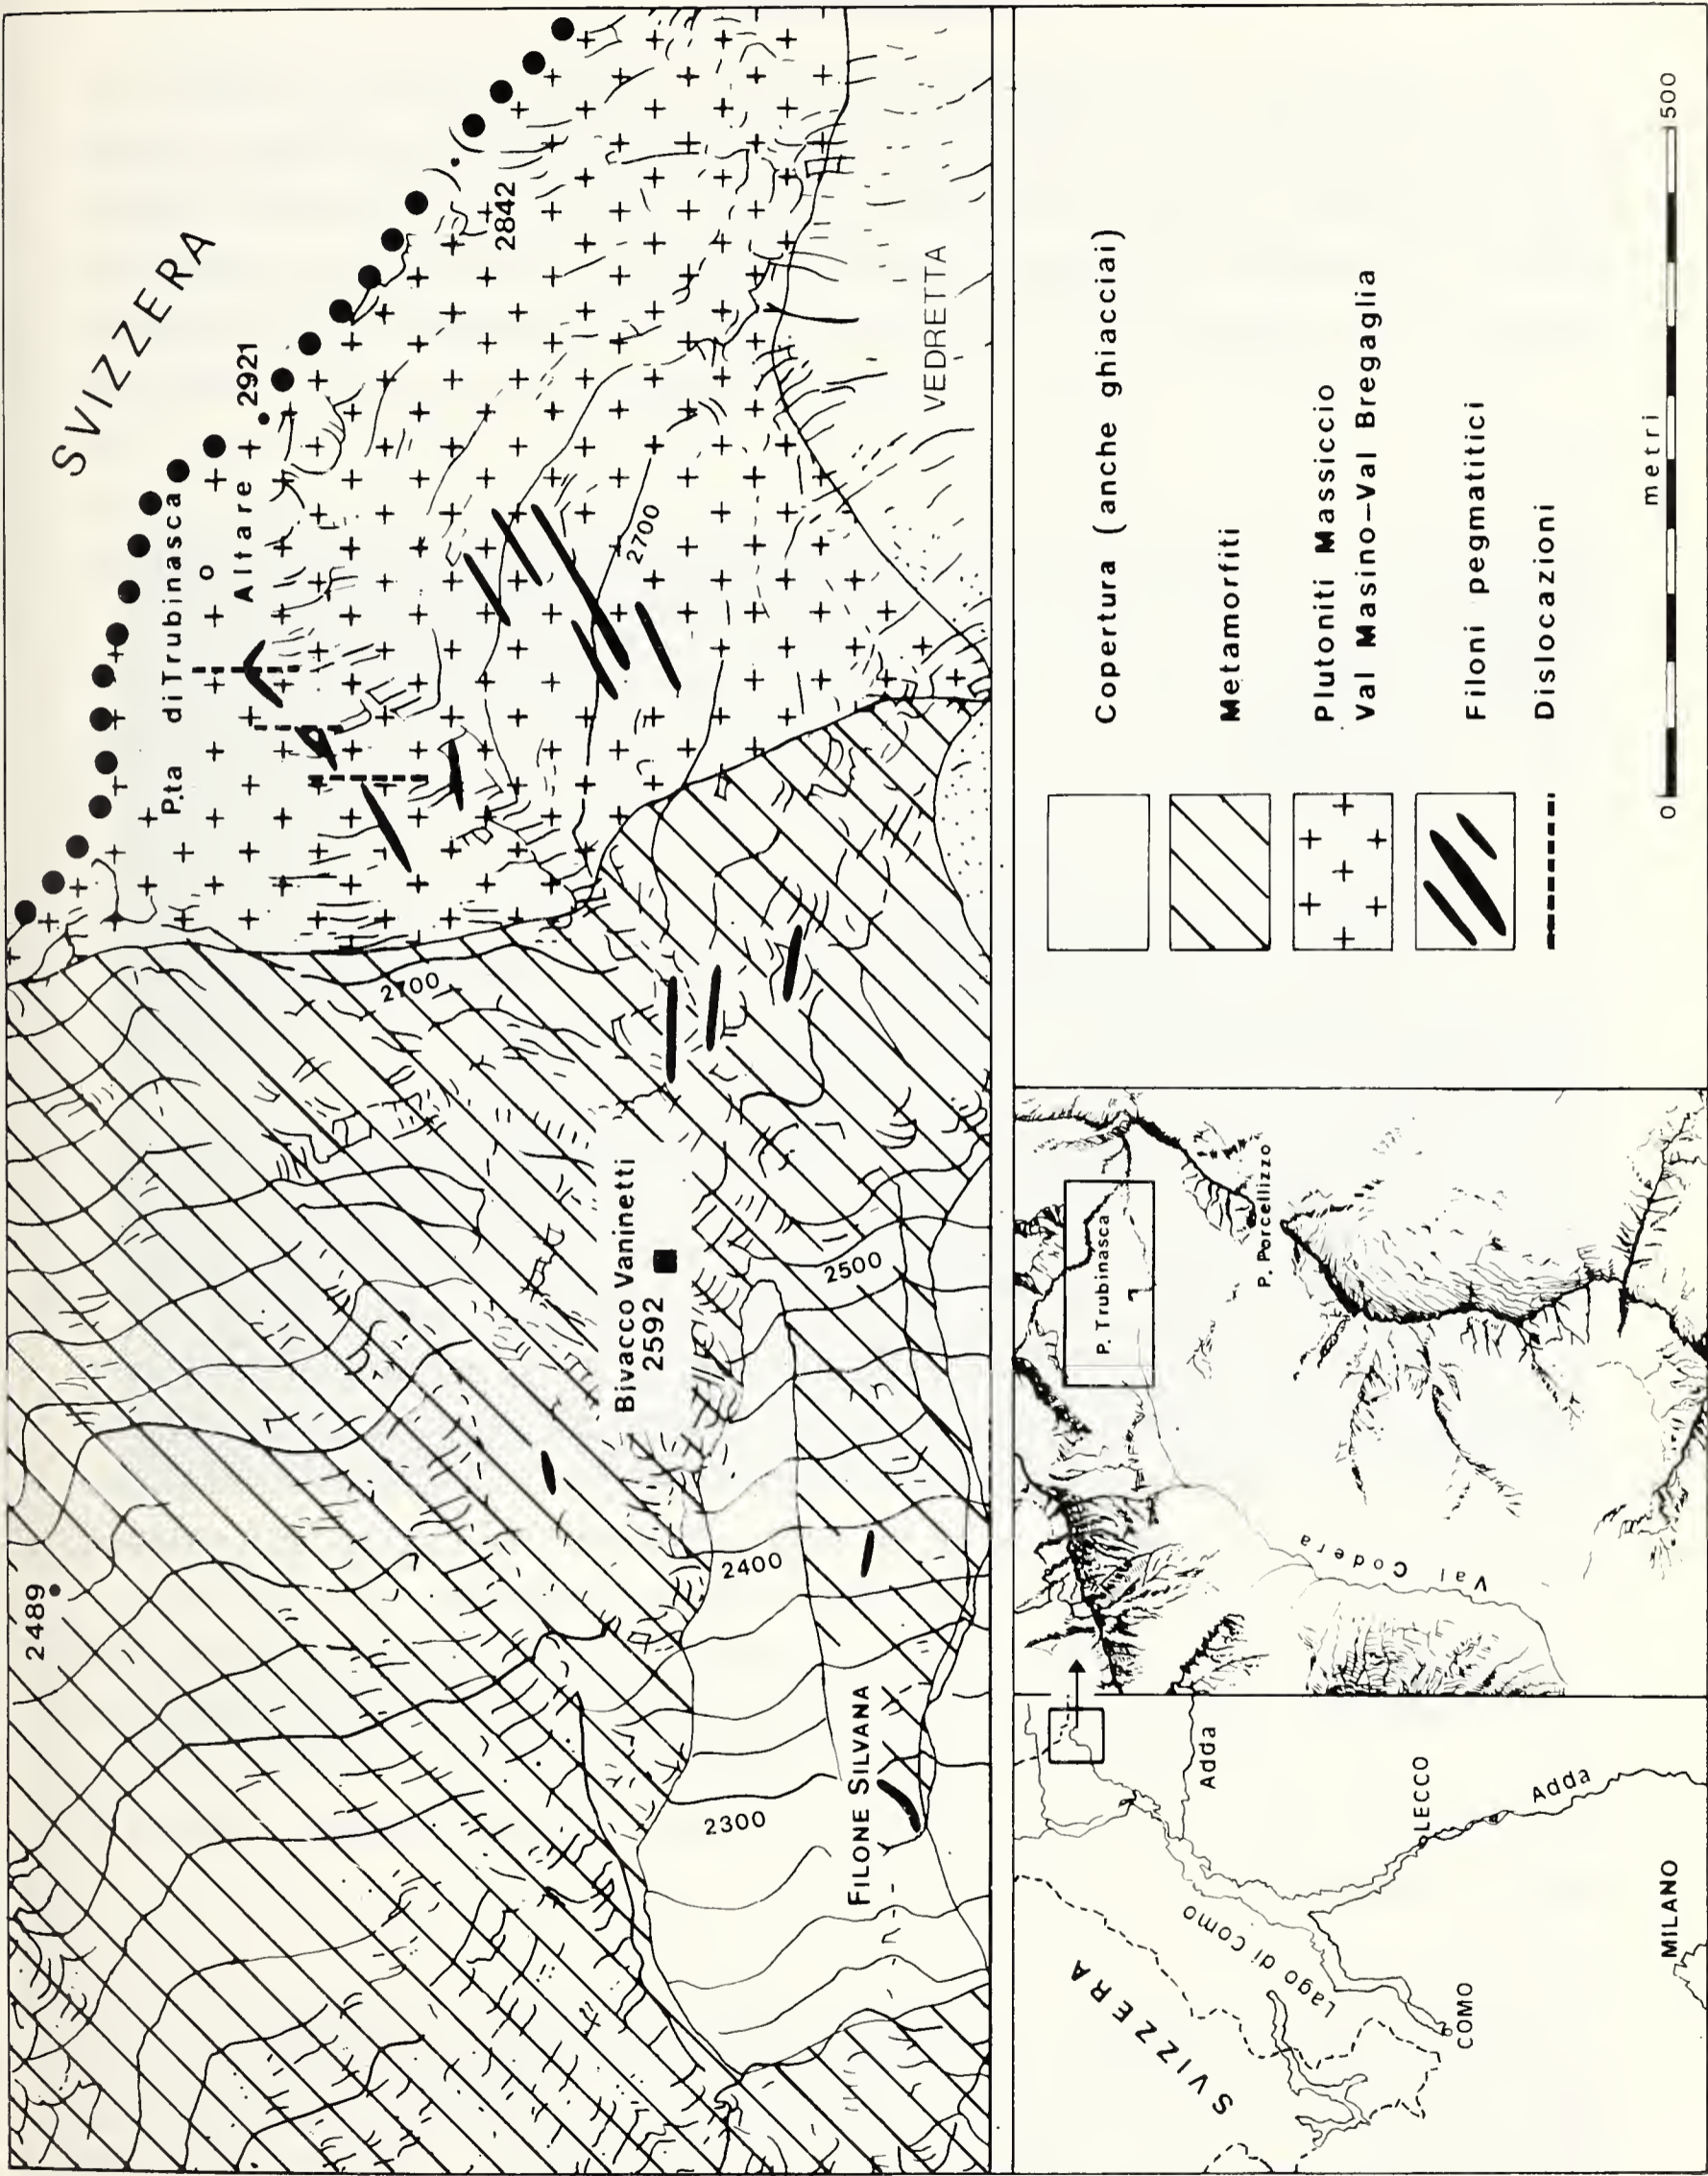 SVIZZERA
2489
P.ta di Trubinasca
o
Altare
2921
2842
2700
2700
Bivacco Vaninetti
2592
2500
2400
2300
FILONE SILVANA
VEDRETTA
SVIZZERA
Lago di Como
COMO
LECCO
Adda
Adda
MILANO
P. Trubinasca
P. Porcellizzo
Val Codera
Copertura (anche ghiacciai)
Metamorfiti
Plutoniti Massiccio
Val Masino-Val Bregaglia
Filoni pegmatitici
Dislocazioni
0 metri 500